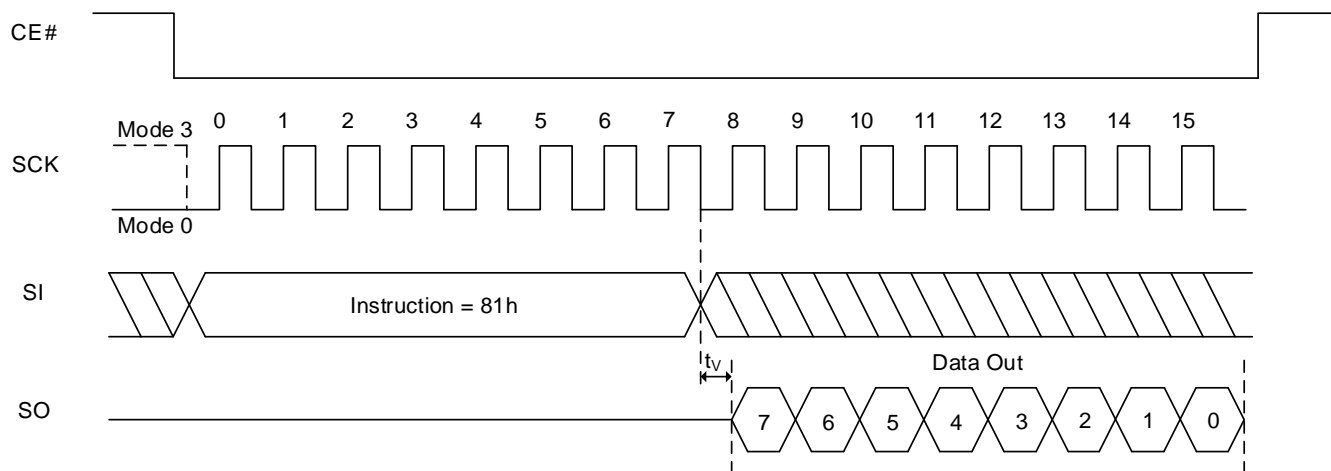 CE#
0 1 2 3 4 5 6 7 8 9 10 11 12 13 14 15
Mode 3
SCK
Mode 0
SI
Instruction = 81h
tV
Data Out
SO
7 6 5 4 3 2 1 0